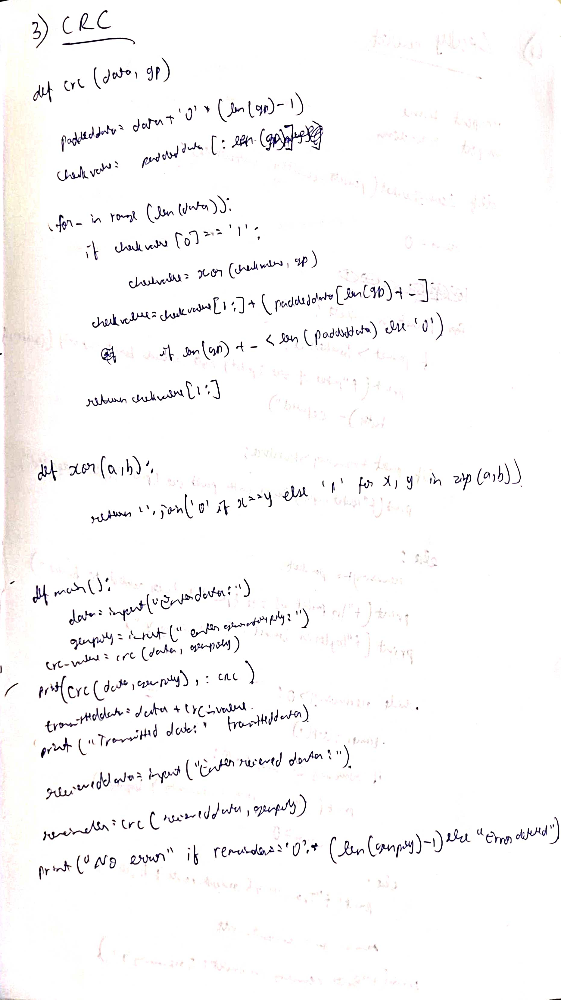 3) CRC
def crc (data, gp)
paddeddata = data + '0' * (len(gp)-1)
checkvalue = paddeddata [: len (gp)]
for _ in range (len (data)):
if checkvalue [0] == '1' :
checkvalue = xor (checkvalue, gp)
checkvalue = checkvalue [1:] + ( paddeddata [len(gp) + _ ]
if len(gp) + _ < len (paddeddata) else '0')
return checkvalue [1:]
def xor (a,b):
return ''.join('0' if x==y else '1' for x, y in zip (a,b))
def main ():
data = input ("Enter data:")
genpoly = input (" enter generator poly: ")
crc_value = crc (data, genpoly)
print(crc (data, genpoly), : CRC )
transmitteddata = data + crc_value.
print ("Transmitted data:" transmitteddata)
recieveddata = input ("Enter recieved data:")
remainder = crc ( recieveddata, genpoly)
print ("No error" if remainder == '0' * (len (genpoly)-1) else "Error detected")